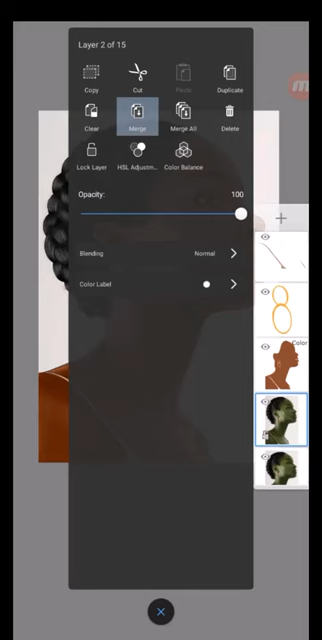 Layer 2 of 15
Copy
Cut
Paste
Duplicate
Clear
Merge
Merge All
Delete
Lock Layer
HSL Adjustm...
Color Balance
Opacity:
100
Blending
Normal
Color Label
Color